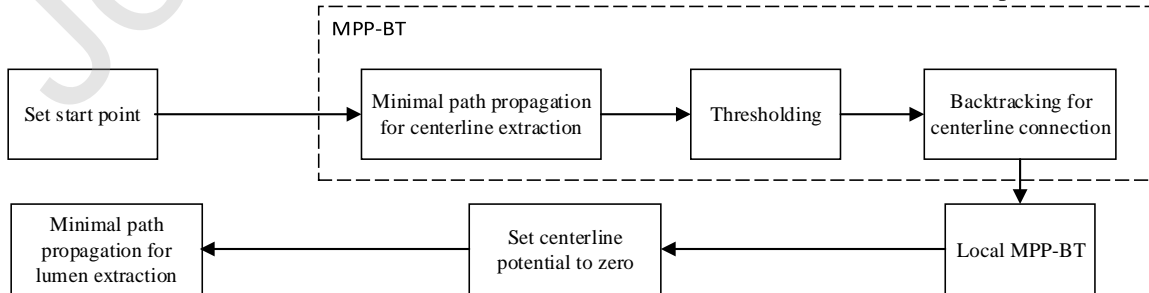 MPP-BT
Set start point
Minimal path propagation
for centerline extraction
Thresholding
Backtracking for
centerline connection
Local MPP-BT
Set centerline
potential to zero
Minimal path
propagation for
lumen extraction